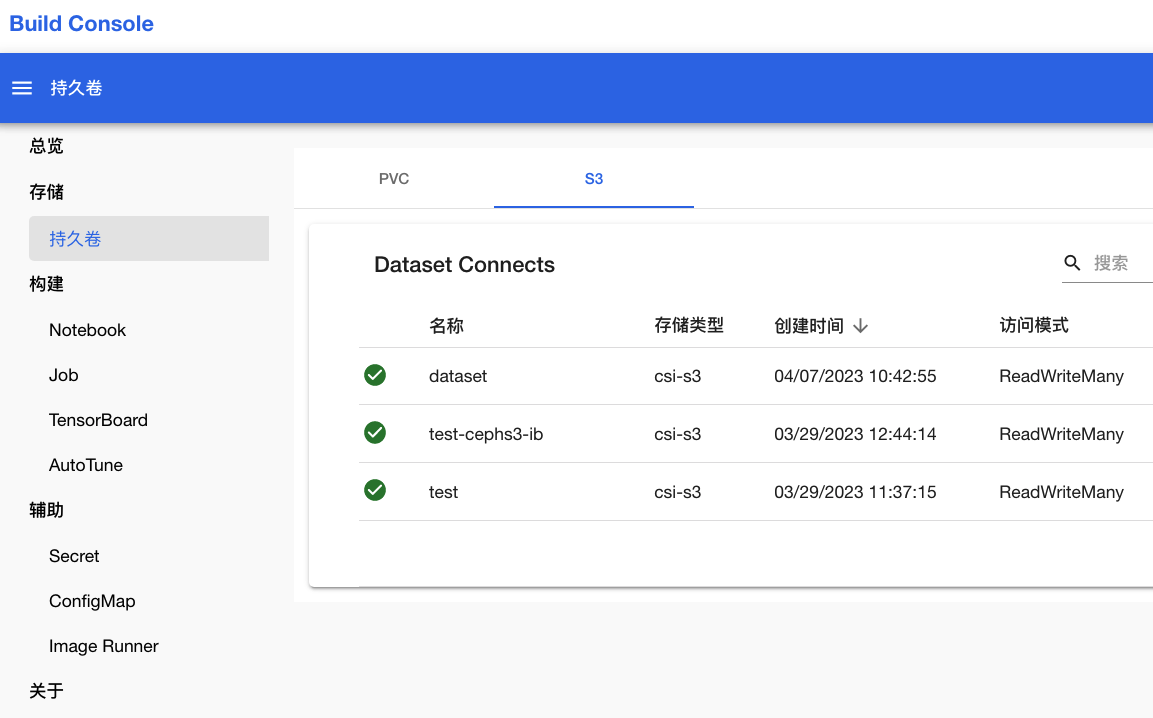 Build Console
持久卷
总览
存储
持久卷
构建
Notebook
Job
TensorBoard
AutoTune
辅助
Secret
ConfigMap
Image Runner
关于
PVC S3
Dataset Connects 搜索
名称 存储类型 创建时间 访问模式
dataset csi-s3 04/07/2023 10:42:55 ReadWriteMany
test-cephs3-ib csi-s3 03/29/2023 12:44:14 ReadWriteMany
test csi-s3 03/29/2023 11:37:15 ReadWriteMany